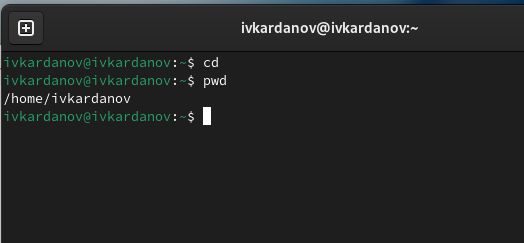 ivkardanov@ivkardanov:~
ivkardanov@ivkardanov:~$ cd
ivkardanov@ivkardanov:~$ pwd
/home/ivkardanov
ivkardanov@ivkardanov:~$